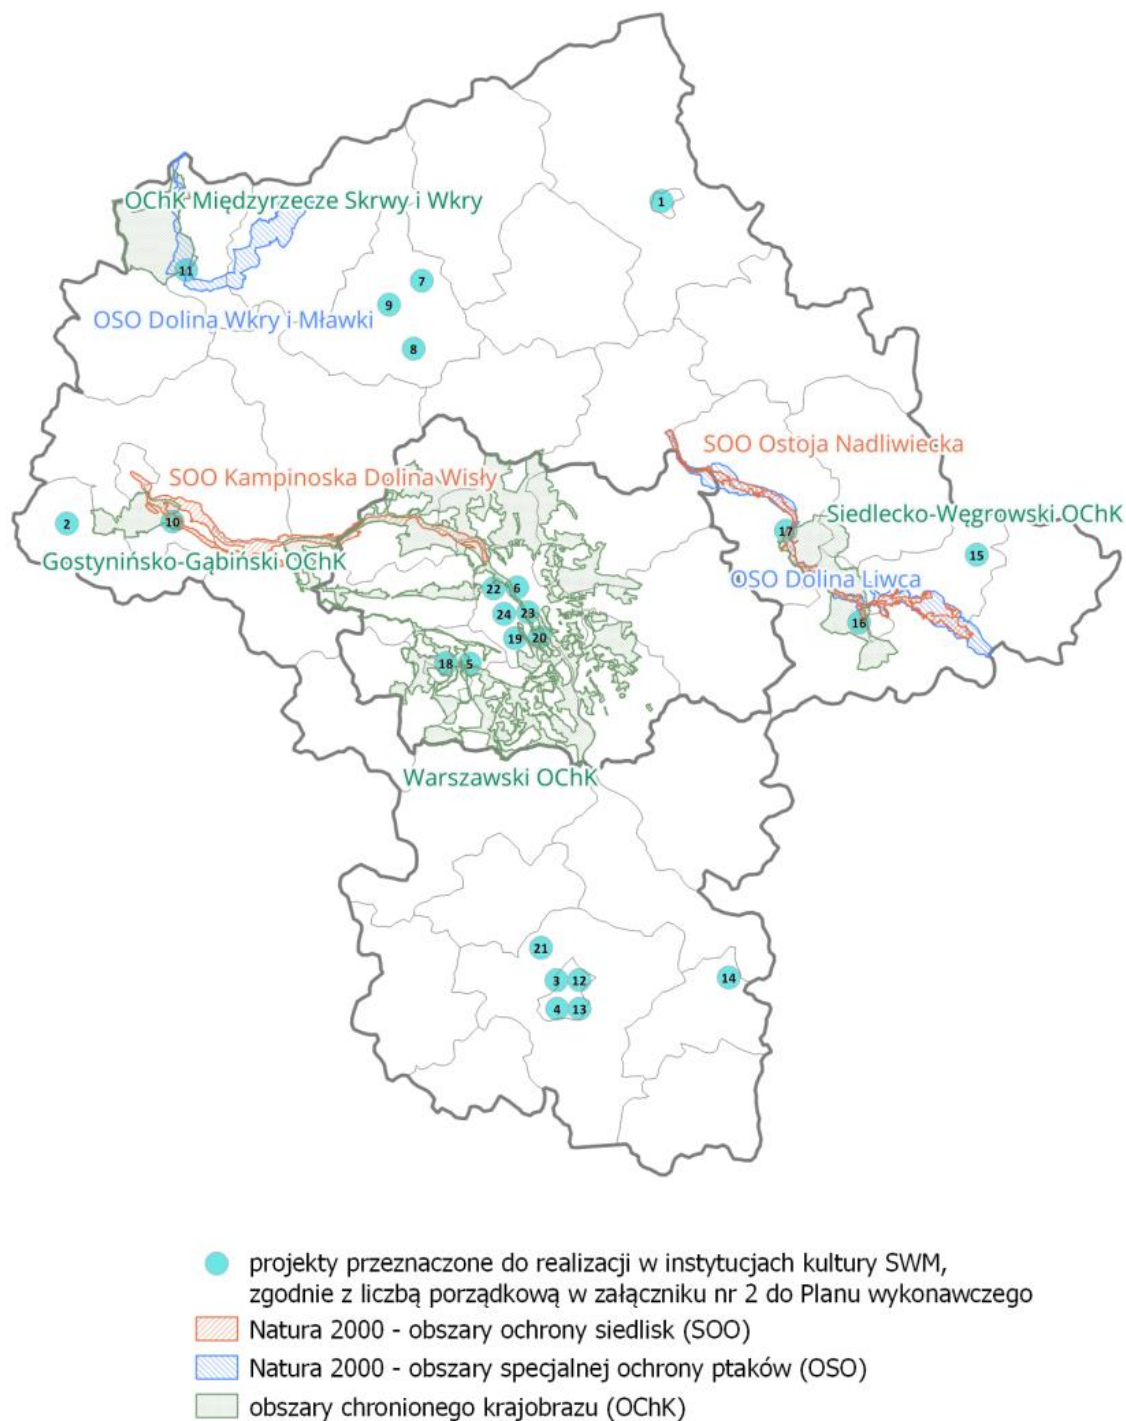 OChK Międzyrzecze Skrwy i Wkry
1
11
7
9
OSO Dolina Wkry i Mławki
8
SOO Ostoja Nadliwiecka
SOO Kampinoska Dolina Wisły
2
10
Siedlecko-Węgrowski OChK
17
15
Gostynińsko-Gąbiński OChK
OSO Dolina Liwca
22
6
24
23
16
19
20
18
5
Warszawski OChK
21
3
12
14
4
13
projekty przeznaczone do realizacji w instytucjach kultury SWM,
zgodnie z liczbą porządkową w załączniku nr 2 do Planu wykonawczego
Natura 2000 - obszary ochrony siedlisk (SOO)
Natura 2000 - obszary specjalnej ochrony ptaków (OSO)
obszary chronionego krajobrazu (OChK)